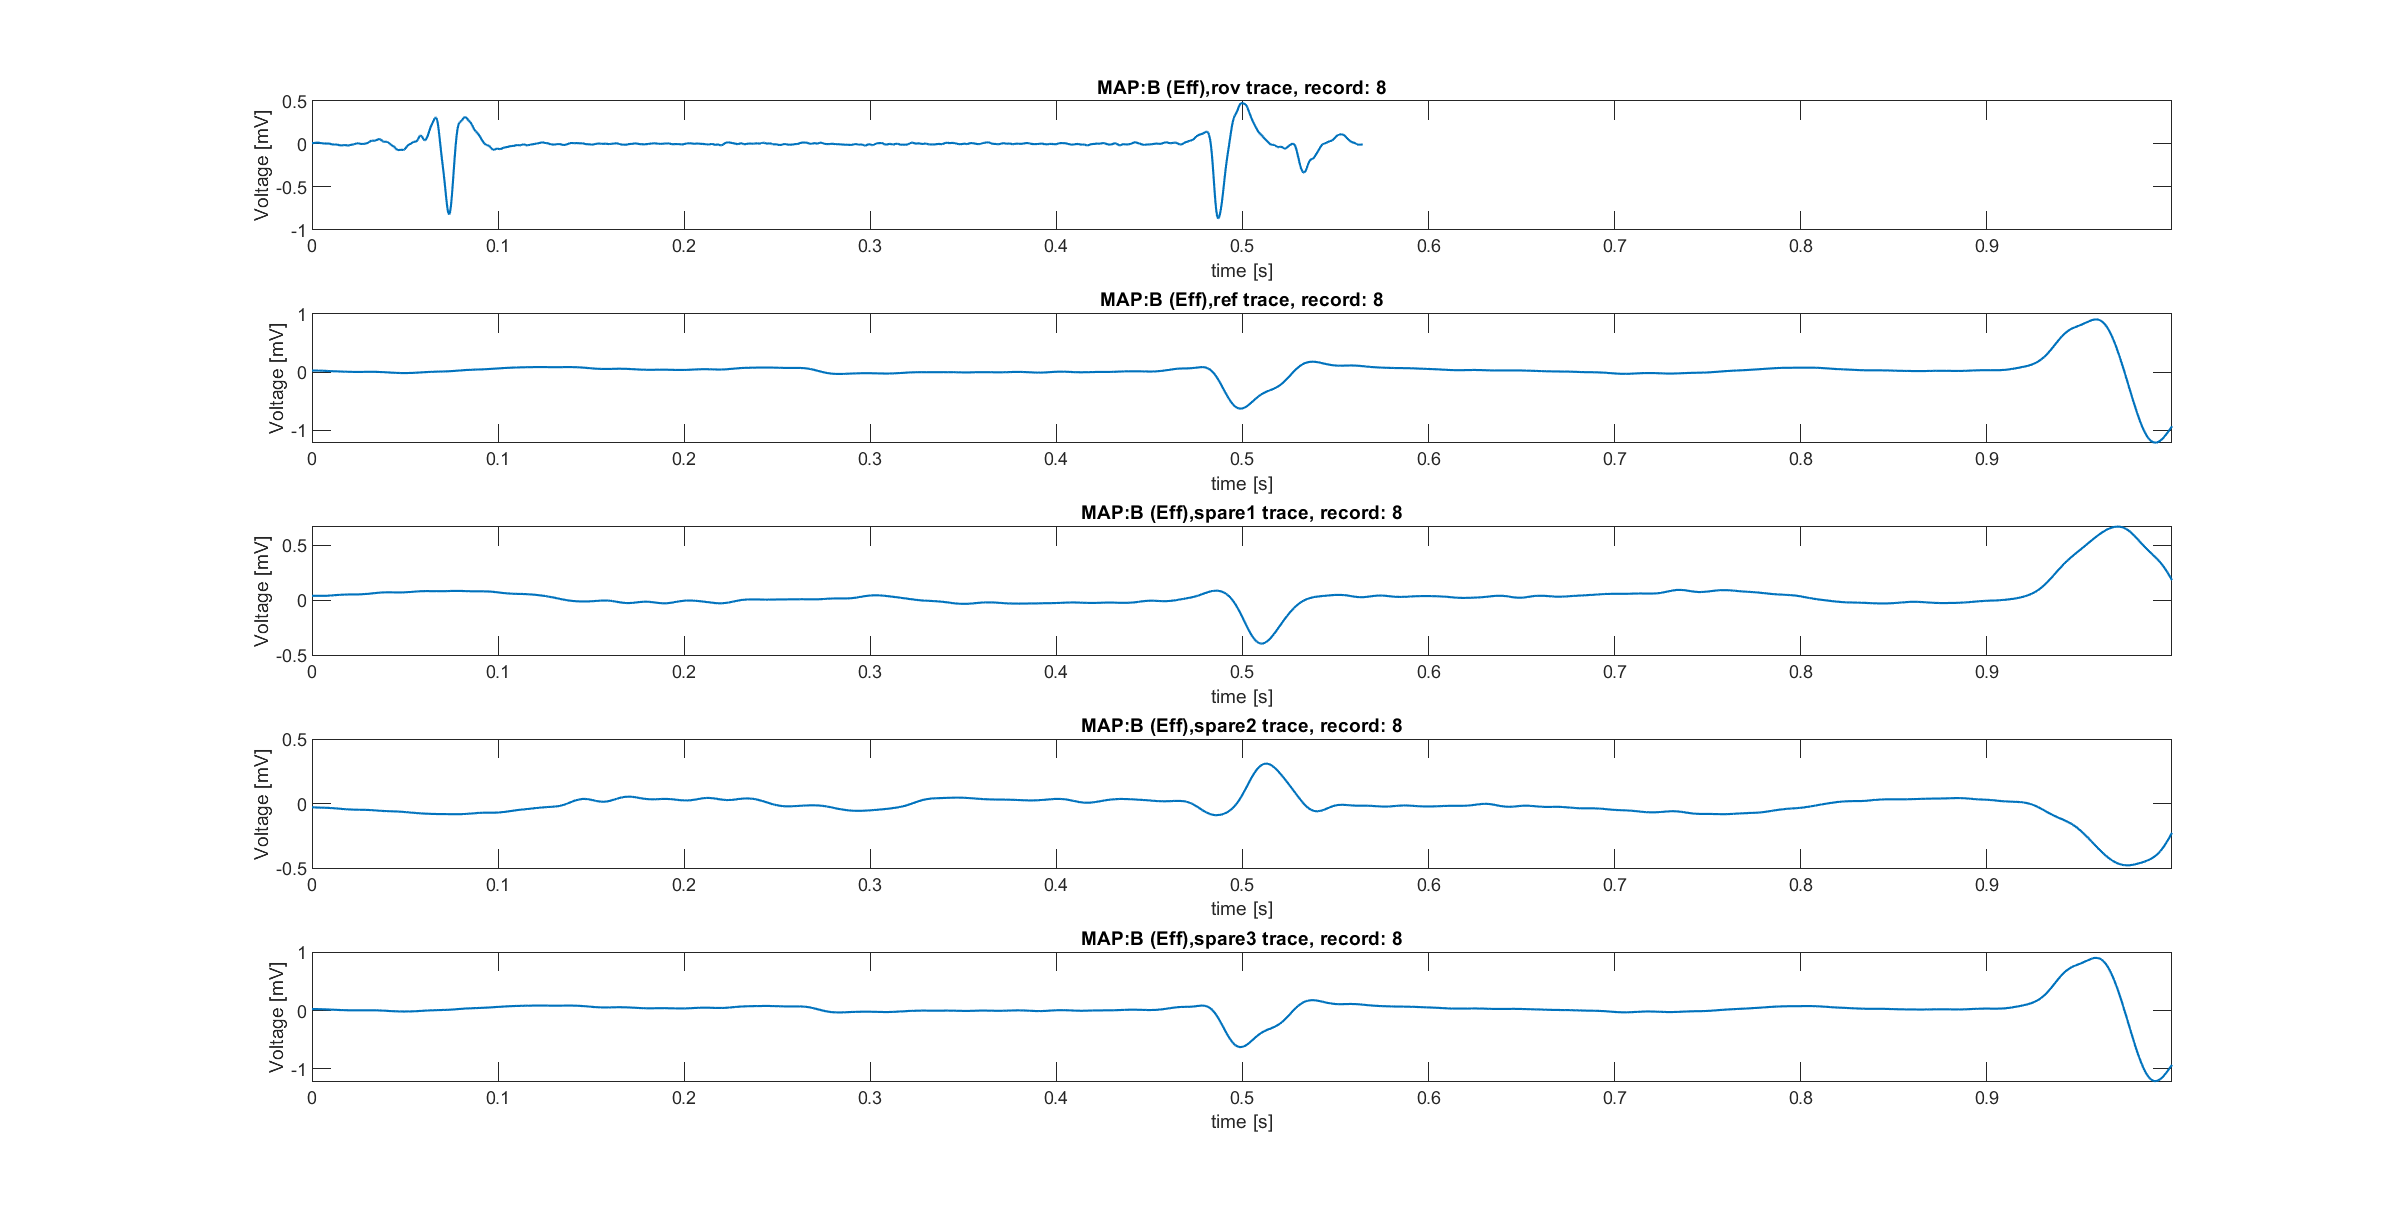 MAP:B (Eff),rov trace, record: 8
Voltage [mV]
0.5
0
-0.5
-1
0 0.1 0.2 0.3 0.4 0.5 0.6 0.7 0.8 0.9
time [s]
MAP:B (Eff),ref trace, record: 8
Voltage [mV]
1
0
-1
0 0.1 0.2 0.3 0.4 0.5 0.6 0.7 0.8 0.9
time [s]
MAP:B (Eff),spare1 trace, record: 8
Voltage [mV]
0.5
0
-0.5
0 0.1 0.2 0.3 0.4 0.5 0.6 0.7 0.8 0.9
time [s]
MAP:B (Eff),spare2 trace, record: 8
Voltage [mV]
0.5
0
-0.5
0 0.1 0.2 0.3 0.4 0.5 0.6 0.7 0.8 0.9
time [s]
MAP:B (Eff),spare3 trace, record: 8
Voltage [mV]
1
0
-1
0 0.1 0.2 0.3 0.4 0.5 0.6 0.7 0.8 0.9
time [s]